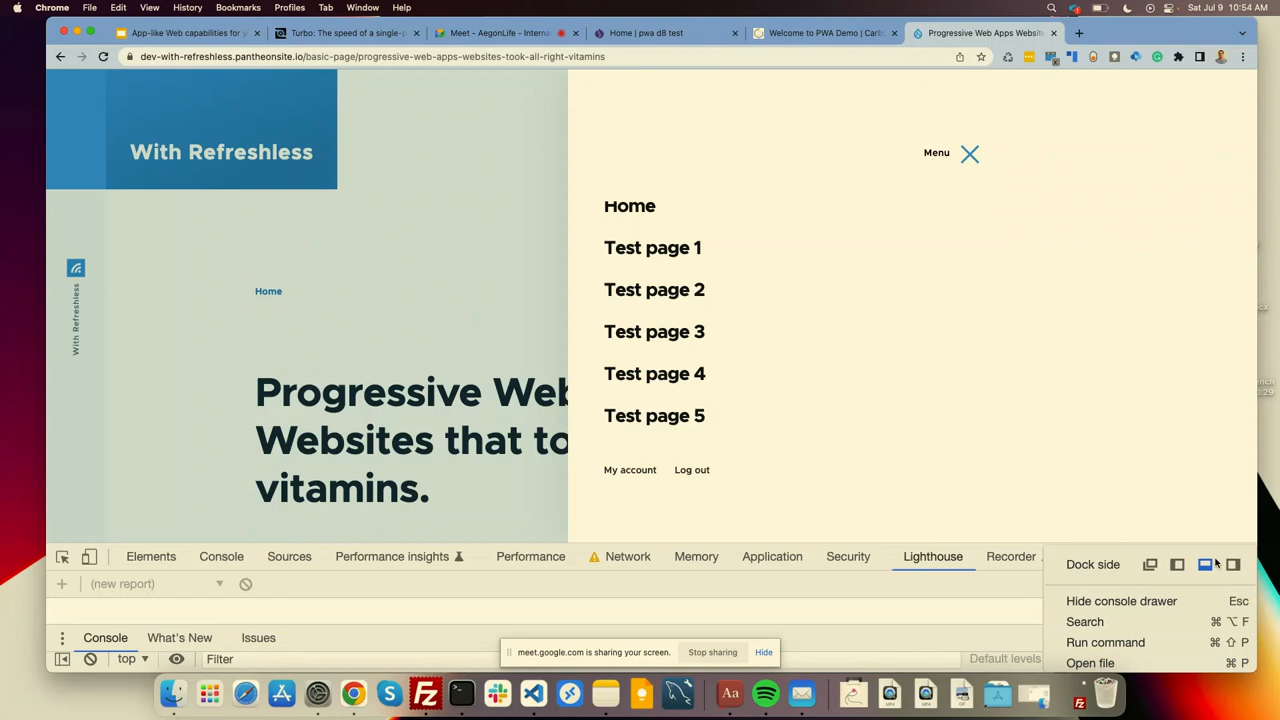 Chrome File Edit View History Bookmarks Profiles Tab Window Help
Sat Jul 9 10:54 AM
App-like Web capabilities for y
Turbo: The speed of a single-p
Meet - AegonLife - Interna
Home | pwa d8 test
Welcome to PWA Demo | Carbo
Progressive Web Apps Website
dev-with-refreshless.pantheonsite.io/basic-page/progressive-web-apps-websites-took-all-right-vitamins
With Refreshless
Menu
Home
Test page 1
Test page 2
Test page 3
Test page 4
Test page 5
My account Log out
With Refreshless
Home
Progressive Web
Websites that to
vitamins.
Elements Console Sources Performance insights Performance Network Memory Application Security Lighthouse Recorder
(new report)
Dock side
Hide console drawer Esc
Search ⌘ ⌥ F
Run command ⌘ ⇧ P
Open file ⌘ P
Console What's New Issues
top Filter Default levels
meet.google.com is sharing your screen. Stop sharing Hide